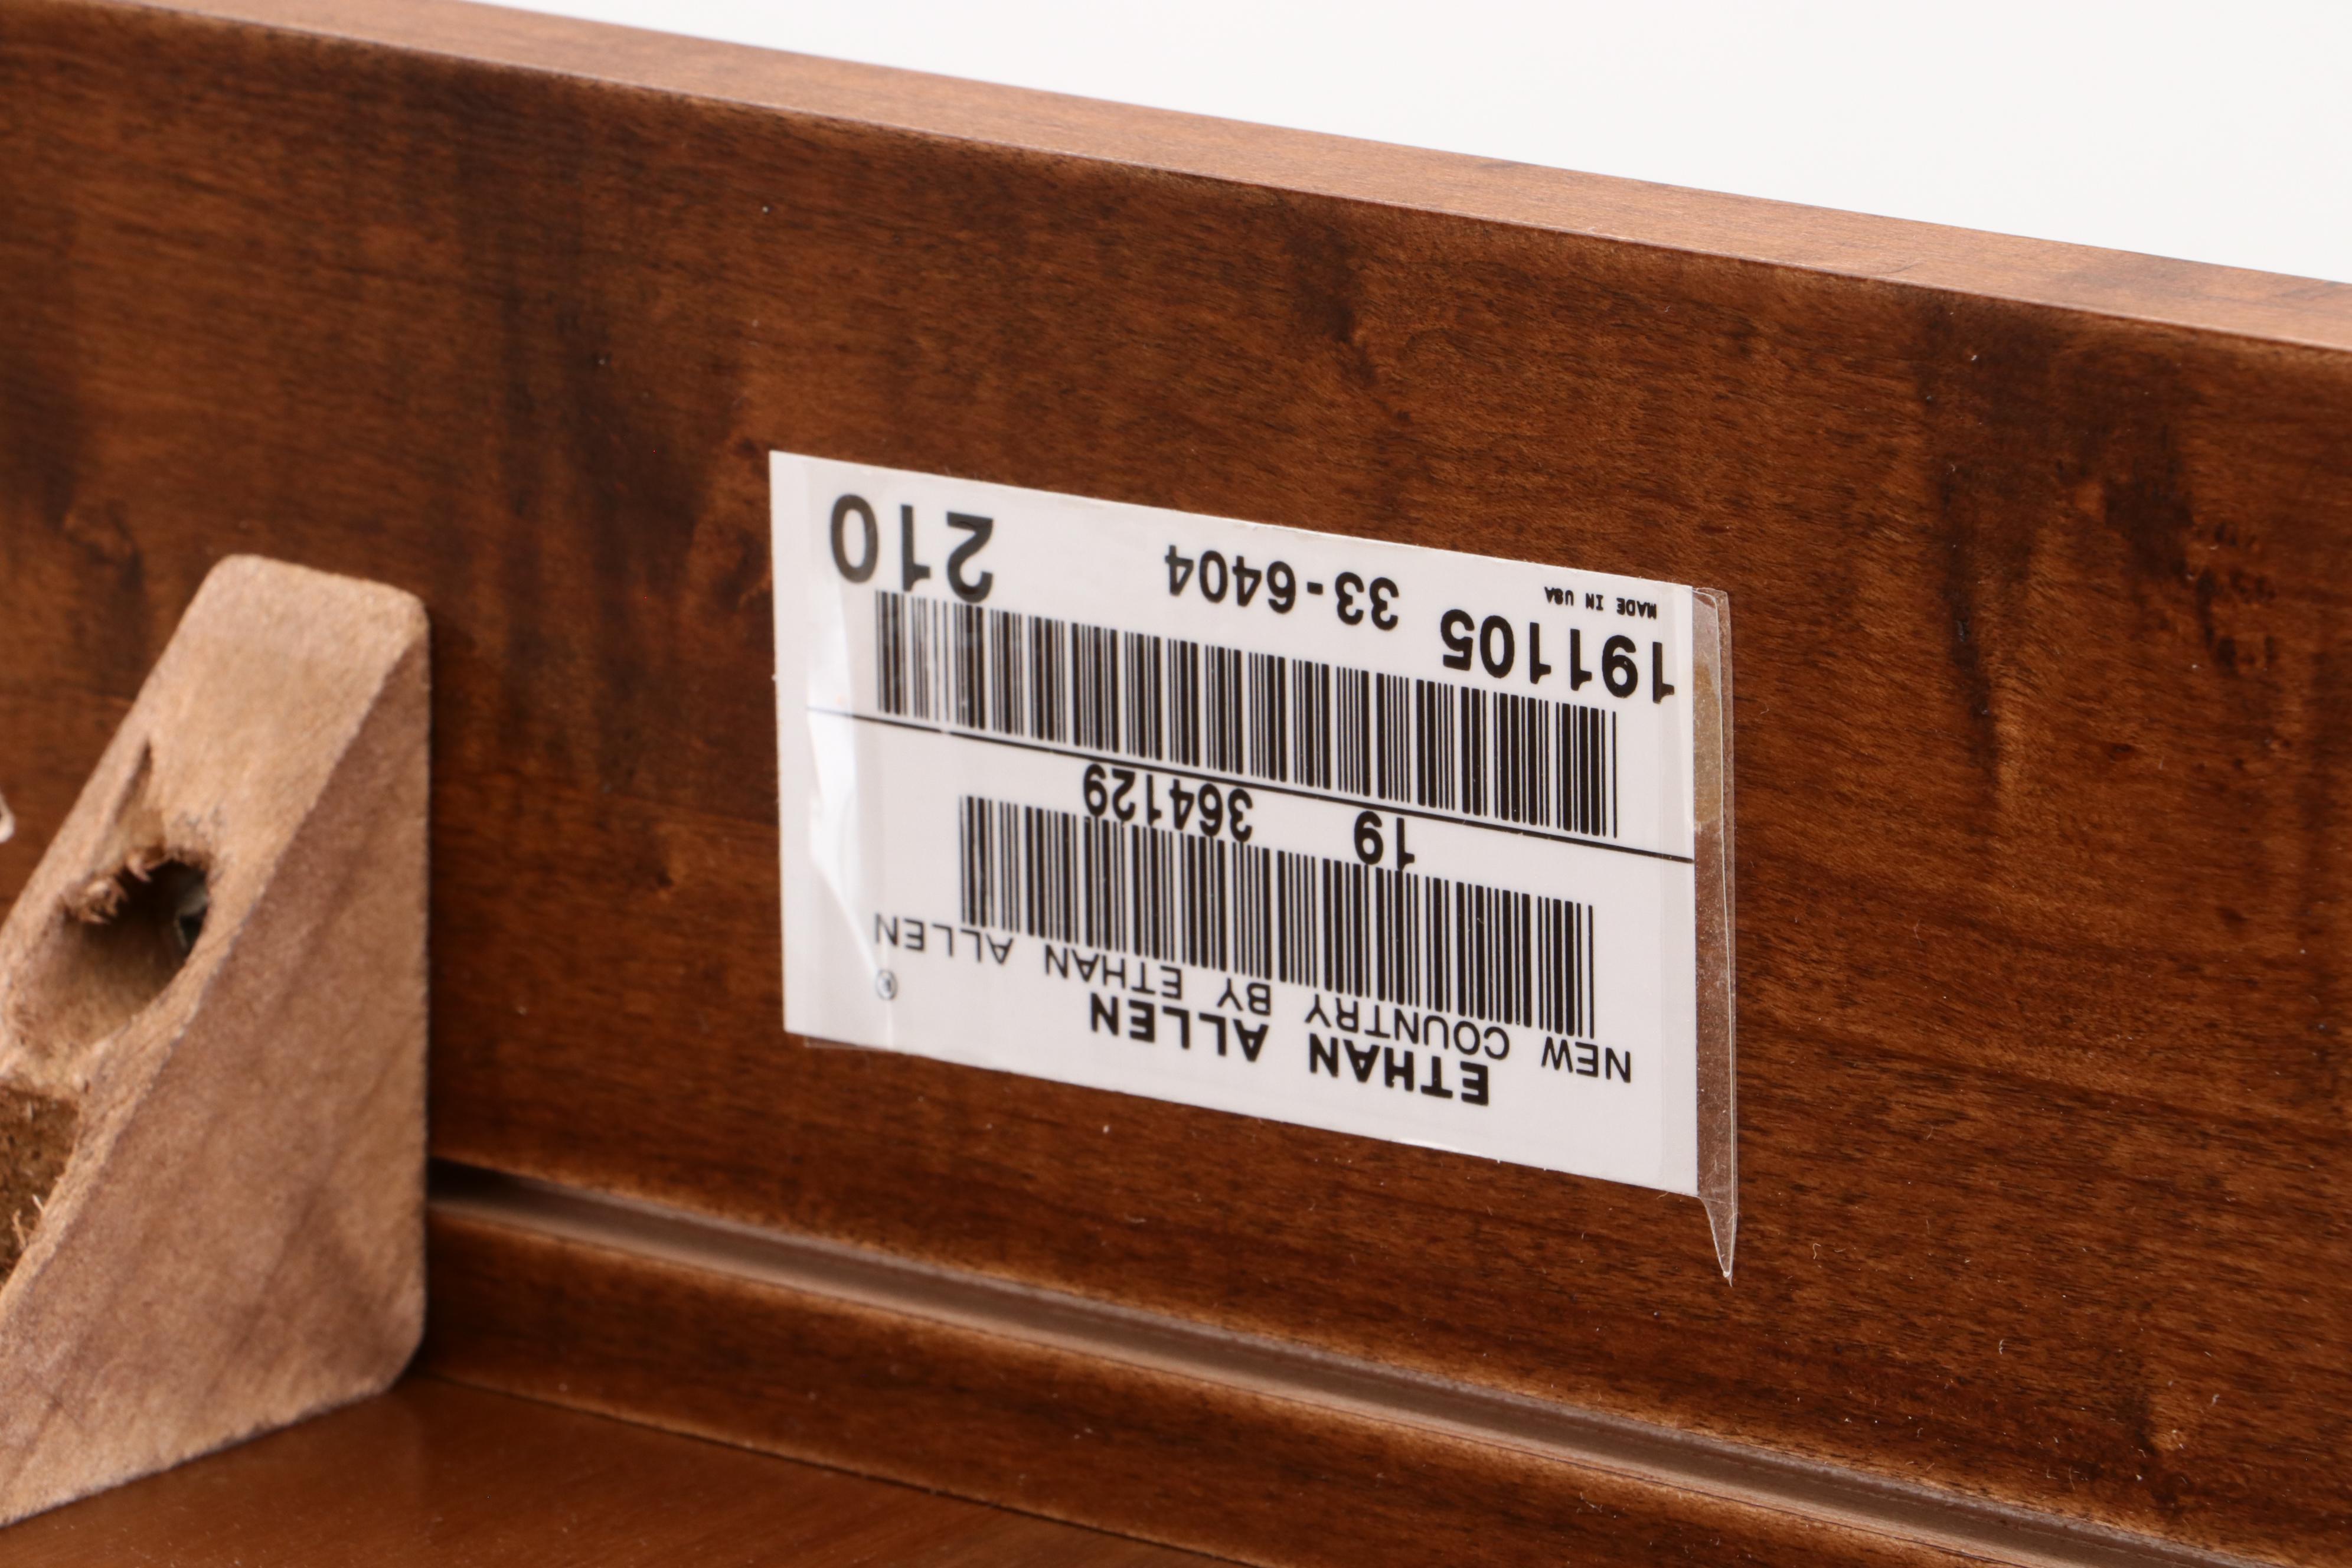 ETHAN ALLEN
NEW COUNTRY BY ETHAN ALLEN ®
19 364129
191105 33-6404 210
MADE IN USA